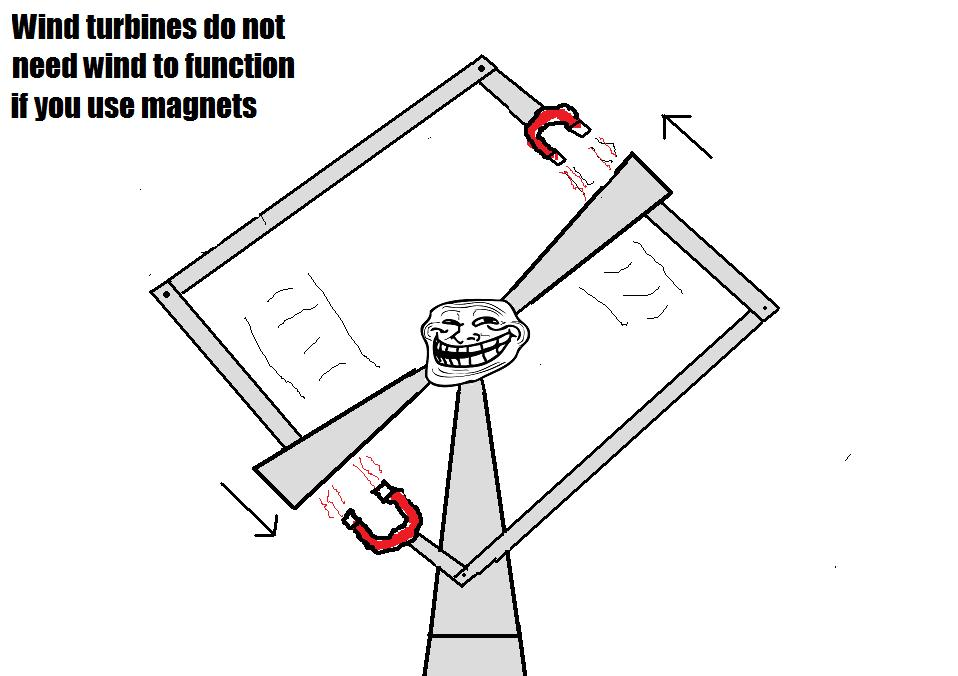 Wind turbines do not
need wind to function
if you use magnets